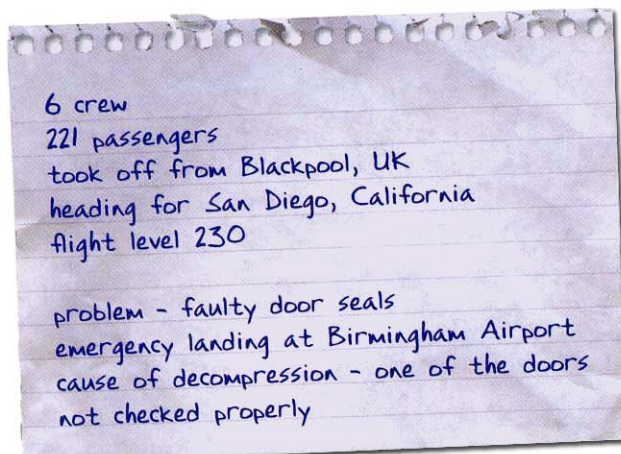 6 crew
221 passengers
took off from Blackpool, UK
heading for San Diego, California
flight level 230
problem - faulty door seals
emergency landing at Birmingham Airport
cause of decompression - one of the doors
not checked properly